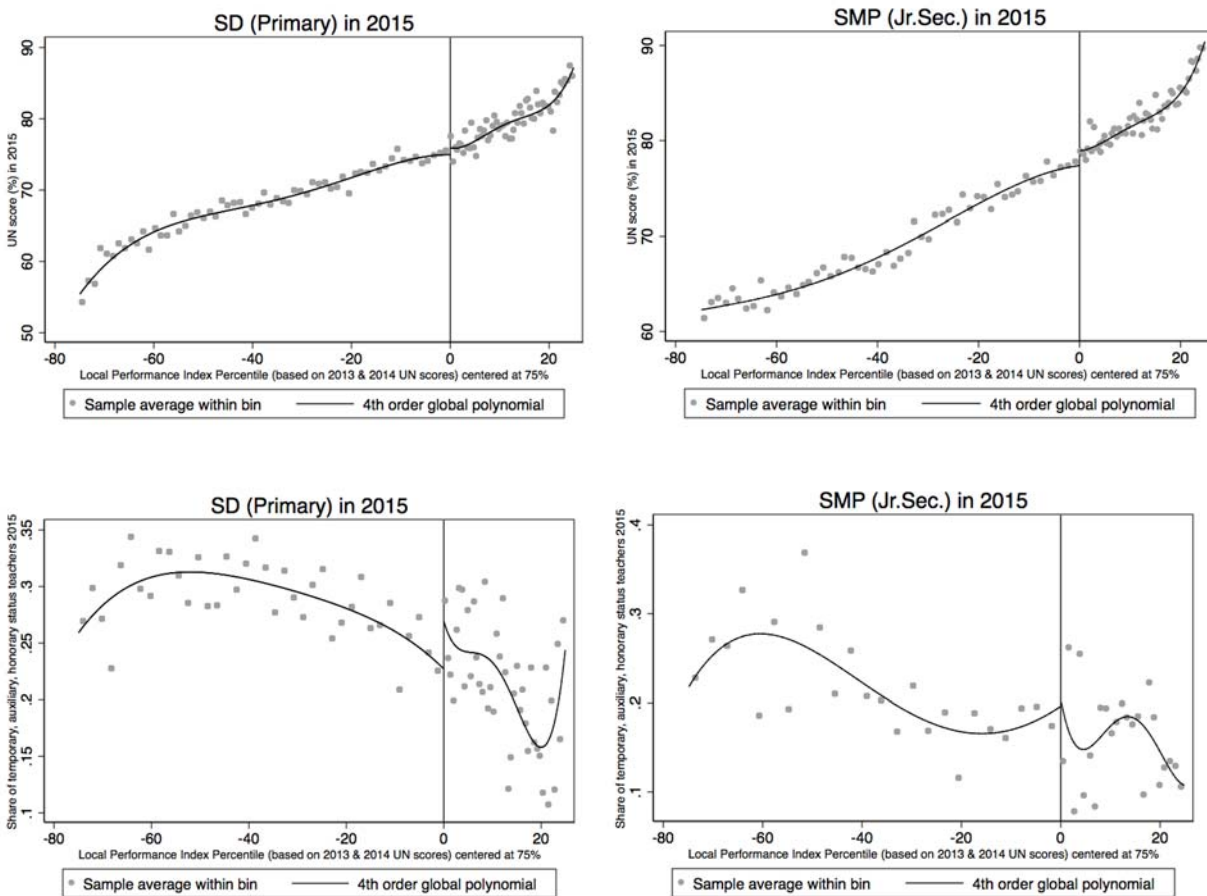 SD (Primary) in 2015
UN score (%) in 2015
90
80
70
60
50
-80 -60 -40 -20 0 20
Local Performance Index Percentile (based on 2013 & 2014 UN scores) centered at 75%
Sample average within bin 4th order global polynomial
SMP (Jr.Sec.) in 2015
UN score (%) in 2015
90
80
70
60
-80 -60 -40 -20 0 20
Local Performance Index Percentile (based on 2013 & 2014 UN scores) centered at 75%
Sample average within bin 4th order global polynomial
SD (Primary) in 2015
Share of temporary, auxiliary, honorary status teachers 2015
.35
.3
.25
.2
.15
.1
-80 -60 -40 -20 0 20
Local Performance Index Percentile (based on 2013 & 2014 UN scores) centered at 75%
Sample average within bin 4th order global polynomial
SMP (Jr.Sec.) in 2015
Share of temporary, auxiliary, honorary status teachers 2015
.4
.3
.2
.1
-80 -60 -40 -20 0 20
Local Performance Index Percentile (based on 2013 & 2014 UN scores) centered at 75%
Sample average within bin 4th order global polynomial